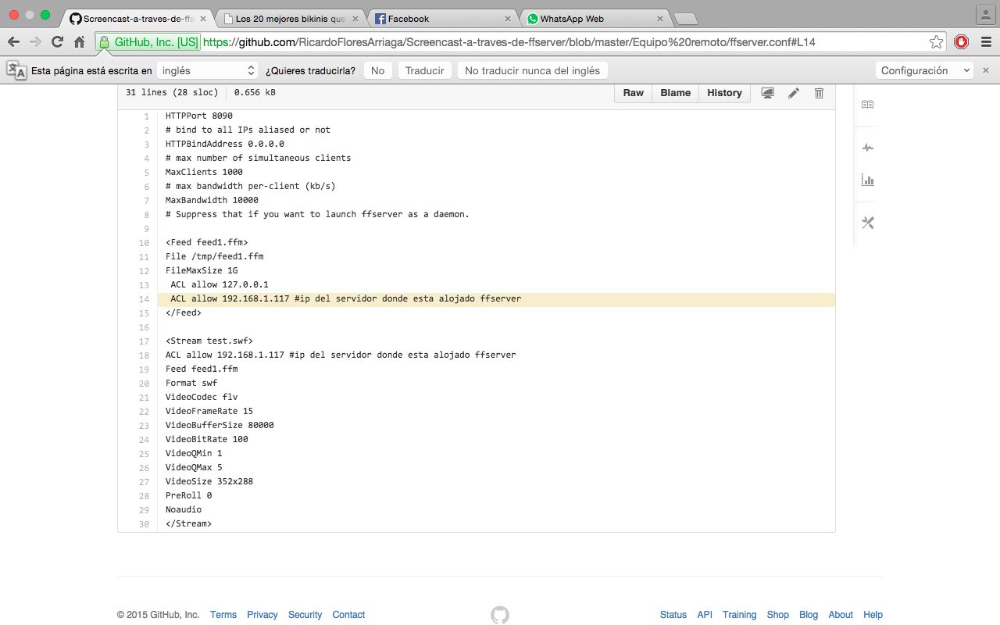 Screencast-a-traves-de-ffs
Los 20 mejores bikinis que
Facebook
WhatsApp Web
GitHub, Inc. [US] https://github.com/RicardoFloresArriaga/Screencast-a-traves-de-ffserver/blob/master/Equipo%20remoto/ffserver.conf#L14
Esta página está escrita en inglés ¿Quieres traducirla? No Traducir No traducir nunca del inglés Configuración
31 lines (28 sloc) 0.656 kB Raw Blame History
1 HTTPPort 8090
2 # bind to all IPs aliased or not
3 HTTPBindAddress 0.0.0.0
4 # max number of simultaneous clients
5 MaxClients 1000
6 # max bandwidth per-client (kb/s)
7 MaxBandwidth 10000
8 # Suppress that if you want to launch ffserver as a daemon.
9
10 <Feed feed1.ffm>
11 File /tmp/feed1.ffm
12 FileMaxSize 1G
13 ACL allow 127.0.0.1
14 ACL allow 192.168.1.117 #ip del servidor donde esta alojado ffserver
15 </Feed>
16
17 <Stream test.swf>
18 ACL allow 192.168.1.117 #ip del servidor donde esta alojado ffserver
19 Feed feed1.ffm
20 Format swf
21 VideoCodec flv
22 VideoFrameRate 15
23 VideoBufferSize 80000
24 VideoBitRate 100
25 VideoQMin 1
26 VideoQMax 5
27 VideoSize 352x288
28 PreRoll 0
29 Noaudio
30 </Stream>
© 2015 GitHub, Inc. Terms Privacy Security Contact Status API Training Shop Blog About Help